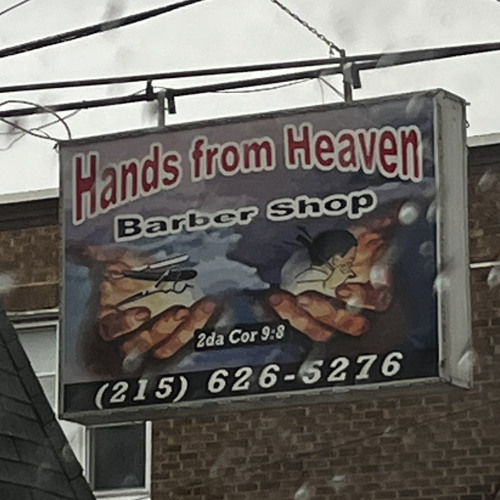 Hands from Heaven
Barber Shop
2da Cor 9:8
(215) 626-5276